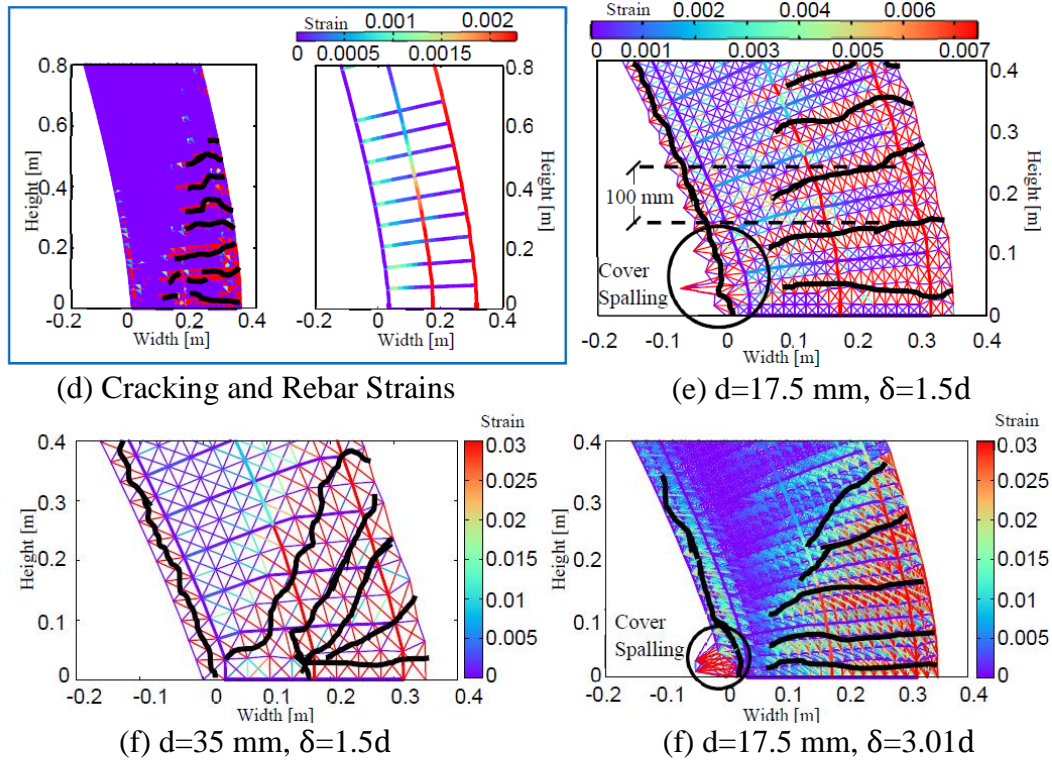 Strain 0.001 0.002
0 0.0005 0.0015
0.8
0.6
0.4
0.2
0
Height [m]
-0.2 0 0.2 0.4
Width [m]
0.8
0.6
0.4
0.2
0
Height [m]
-0.2 0 0.2 0.4
Width [m]
(d) Cracking and Rebar Strains
Strain 0.002 0.004 0.006
0 0.001 0.003 0.005 0.007
0.4
0.3
0.2
0.1
0
Height [m]
100 mm
Cover
Spalling
-0.2 -0.1 0 0.1 0.2 0.3 0.4
Width [m]
(e) d=17.5 mm, δ=1.5d
Strain
0.4
0.3
0.2
0.1
0
Height [m]
-0.2 -0.1 0 0.1 0.2 0.3 0.4
Width [m]
0.03
0.025
0.02
0.015
0.01
0.005
0
(f) d=35 mm, δ=1.5d
Strain
0.4
0.3
0.2
0.1
0
Height [m]
Cover
Spalling
-0.2 -0.1 0 0.1 0.2 0.3 0.4
Width [m]
0.03
0.025
0.02
0.015
0.01
0.005
0
(f) d=17.5 mm, δ=3.01d